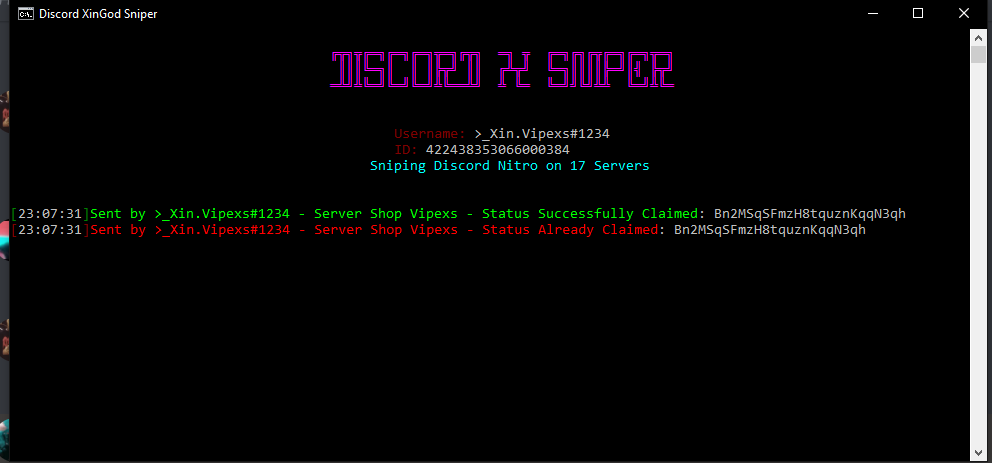 Discord XinGod Sniper
DISCORD X SNIPER
Username: >_Xin.Vipexs#1234
ID: 422438353066000384
Sniping Discord Nitro on 17 Servers
[23:07:31]Sent by >_Xin.Vipexs#1234 - Server Shop Vipexs - Status Successfully Claimed: Bn2MSqSFmzH8tquznKqqN3qh
[23:07:31]Sent by >_Xin.Vipexs#1234 - Server Shop Vipexs - Status Already Claimed: Bn2MSqSFmzH8tquznKqqN3qh